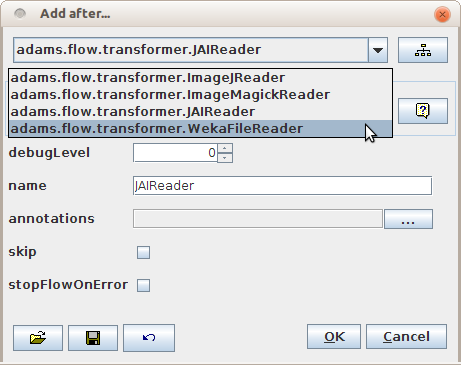 Add after...
adams.flow.transformer.JAIReader
adams.flow.transformer.ImageJReader
adams.flow.transformer.ImageMagickReader
adams.flow.transformer.JAIReader
adams.flow.transformer.WekaFileReader
debugLevel 0
name JAIReader
annotations ...
skip
stopFlowOnError
OK Cancel